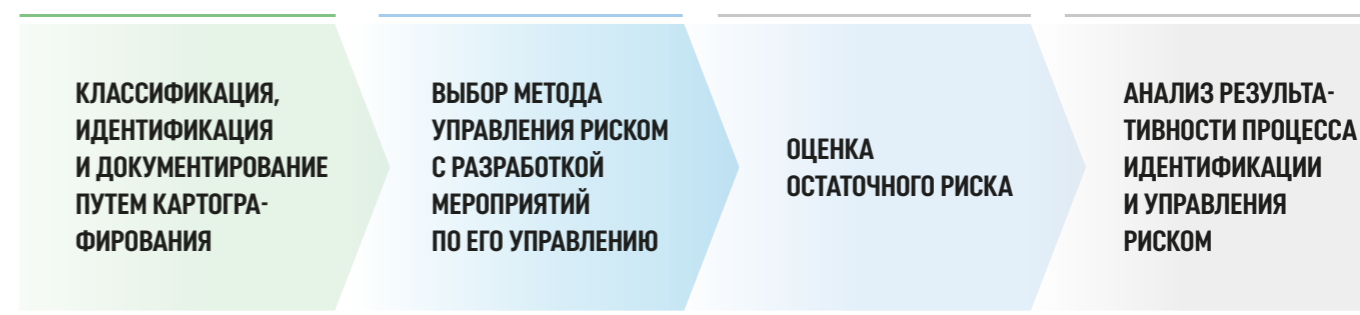 КЛАССИФИКАЦИЯ,
ИДЕНТИФИКАЦИЯ
И ДОКУМЕНТИРОВАНИЕ
ПУТЕМ КАРТОГРА-
ФИРОВАНИЯ
ВЫБОР МЕТОДА
УПРАВЛЕНИЯ РИСКОМ
С РАЗРАБОТКОЙ
МЕРОПРИЯТИЙ
ПО ЕГО УПРАВЛЕНИЮ
ОЦЕНКА
ОСТАТОЧНОГО РИСКА
АНАЛИЗ РЕЗУЛЬТА-
ТИВНОСТИ ПРОЦЕССА
ИДЕНТИФИКАЦИИ
И УПРАВЛЕНИЯ
РИСКОМ